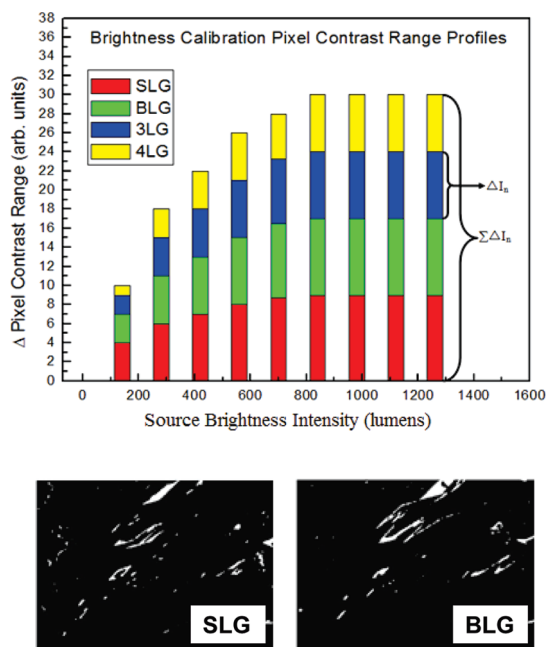 Brightness Calibration Pixel Contrast Range Profiles
SLG
BLG
3LG
4LG
Δ Pixel Contrast Range (arb. units)
38
36
34
32
30
28
26
24
22
20
18
16
14
12
10
8
6
4
2
0
△Iₙ
∑△Iₙ
0 200 400 600 800 1000 1200 1400 1600
Source Brightness Intensity (lumens)
SLG
BLG